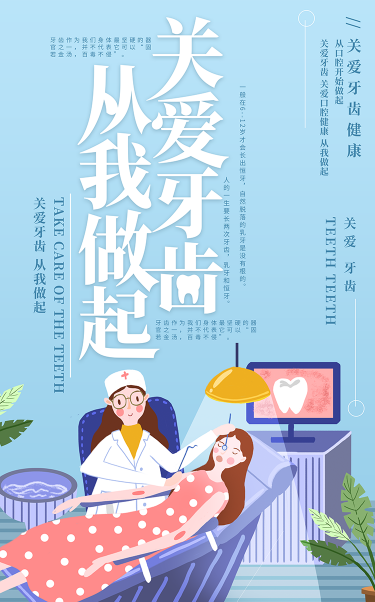 关爱牙齿
从我做起
牙齿作为我们身体最坚硬的器
官之一，并不代表它可以“固
若金汤，百毒不侵”。
关爱牙齿健康
从口腔开始做起
关爱牙齿 关爱口腔健康 从我做起
一般在6-12岁才会长出恒牙，自然脱落的乳牙是没有根的。
人的一生要长两次牙齿，乳牙和恒牙。
关爱 牙齿
TEETH TEETH
TAKE CARE OF THE TEETH
关爱牙齿 从我做起
牙齿作为我们身体最坚硬的器
官之一，并不代表它可以“固
若金汤，百毒不侵”